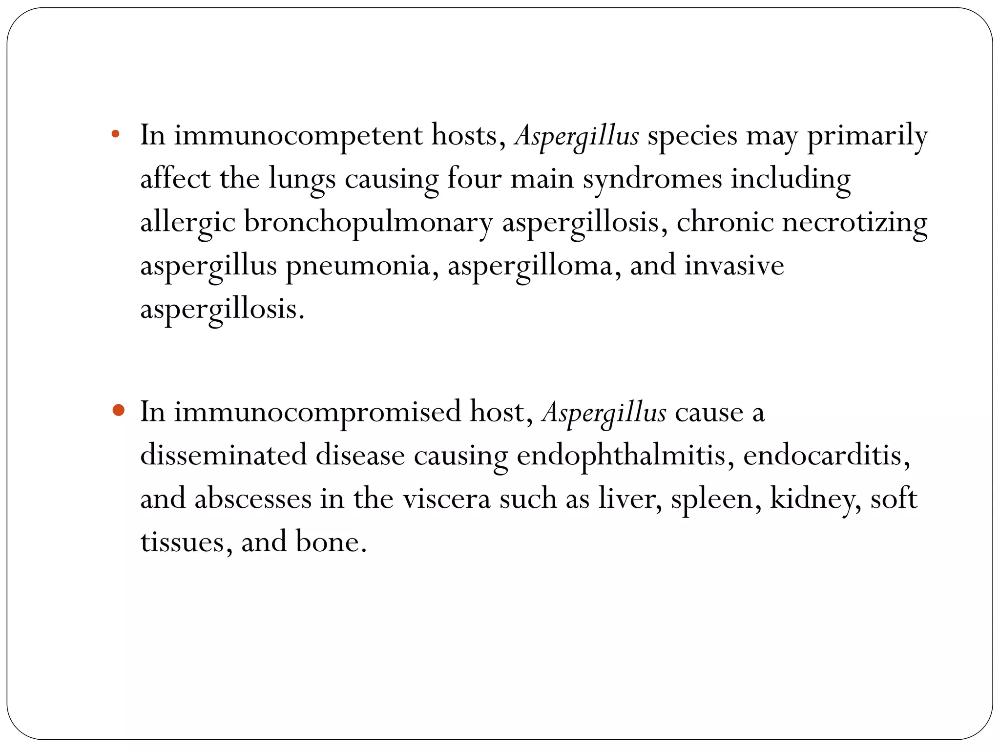 • In immunocompetent hosts, Aspergillus species may primarily
affect the lungs causing four main syndromes including
allergic bronchopulmonary aspergillosis, chronic necrotizing
aspergillus pneumonia, aspergilloma, and invasive
aspergillosis.
• In immunocompromised host, Aspergillus cause a
disseminated disease causing endophthalmitis, endocarditis,
and abscesses in the viscera such as liver, spleen, kidney, soft
tissues, and bone.